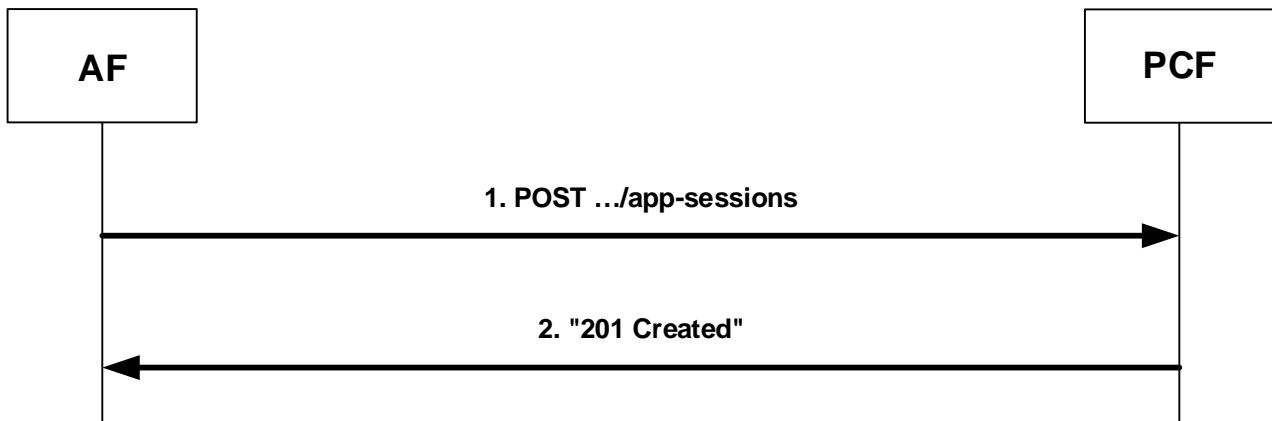 AF
PCF
1. POST …/app-sessions
2. "201 Created"